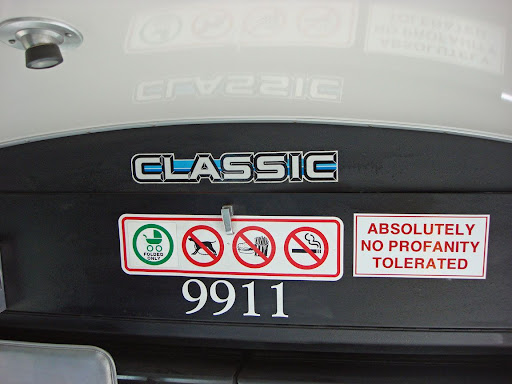 CLASSIC
FOLDED
ONLY
ABSOLUTELY
NO PROFANITY
TOLERATED
9911